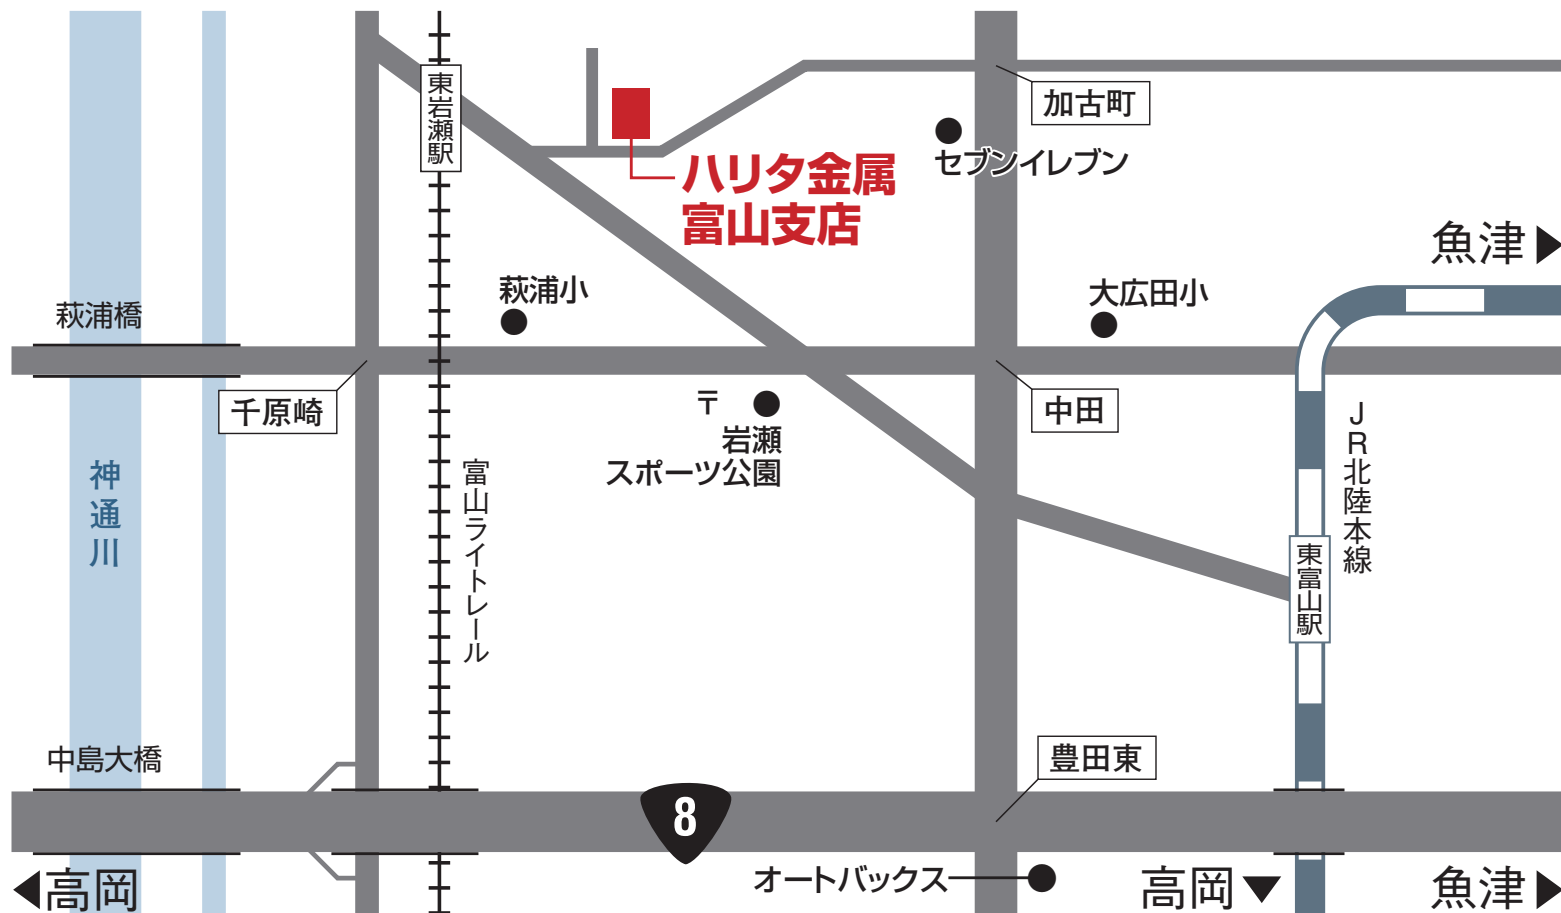 東岩瀬駅
加古町
セブンイレブン
ハリタ金属
富山支店
魚津
萩浦小
大広田小
萩浦橋
千原崎
〒
岩瀬
スポーツ公園
中田
JR北陸本線
神通川
富山ライトレール
東富山駅
中島大橋
豊田東
8
オートバックス
高岡
高岡
魚津